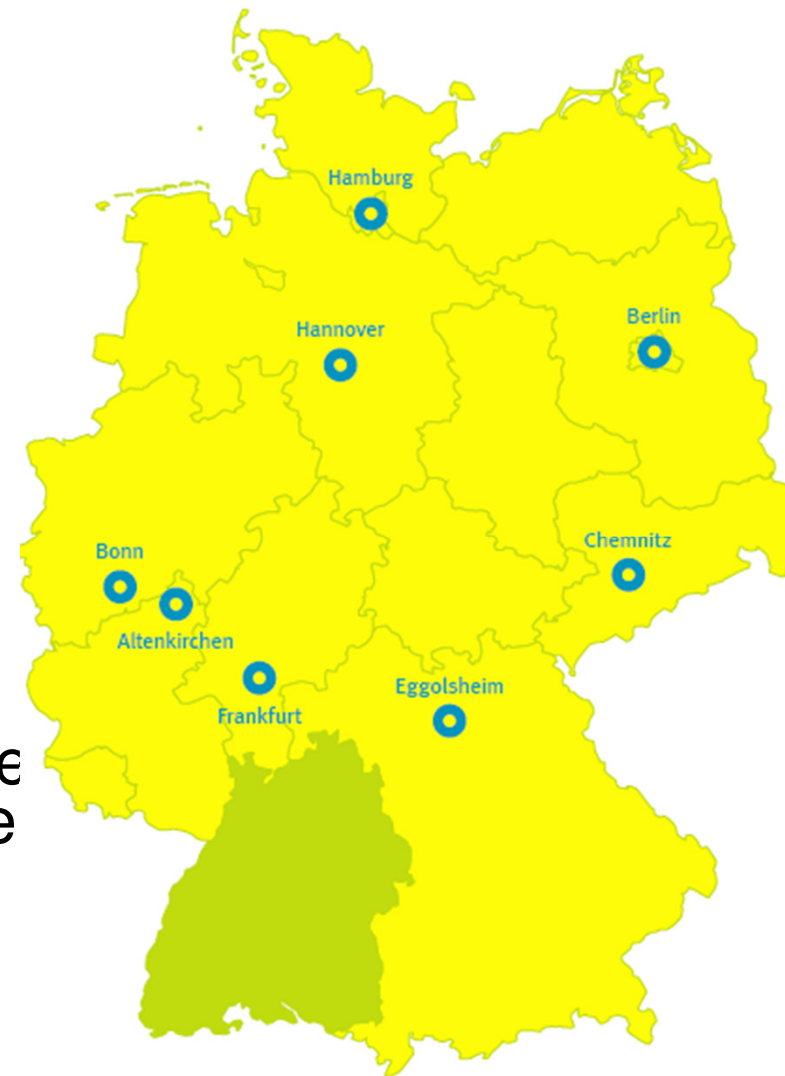 Hamburg
Hannover
Berlin
Bonn
Chemnitz
Altenkirchen
Eggolsheim
Frankfurt
e
e